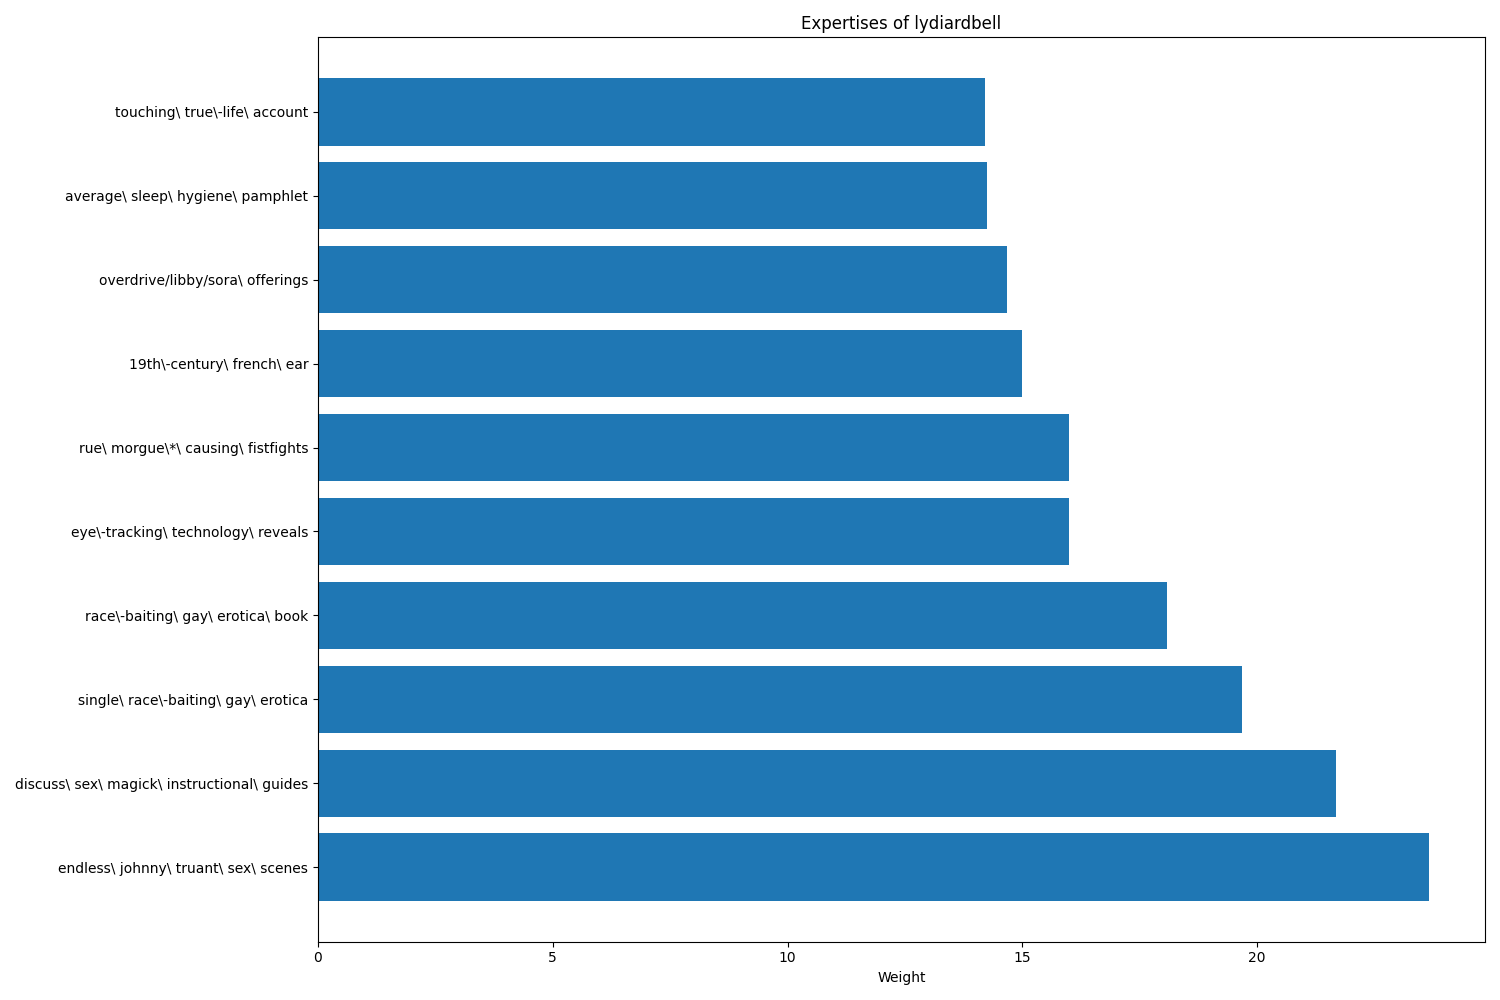 Expertises of lydiardbell
touching\ true\-life\ account
average\ sleep\ hygiene\ pamphlet
overdrive/libby/sora\ offerings
19th\-century\ french\ ear
rue\ morgue\*\ causing\ fistfights
eye\-tracking\ technology\ reveals
race\-baiting\ gay\ erotica\ book
single\ race\-baiting\ gay\ erotica
discuss\ sex\ magick\ instructional\ guides
endless\ johnny\ truant\ sex\ scenes
0 5 10 15 20
Weight